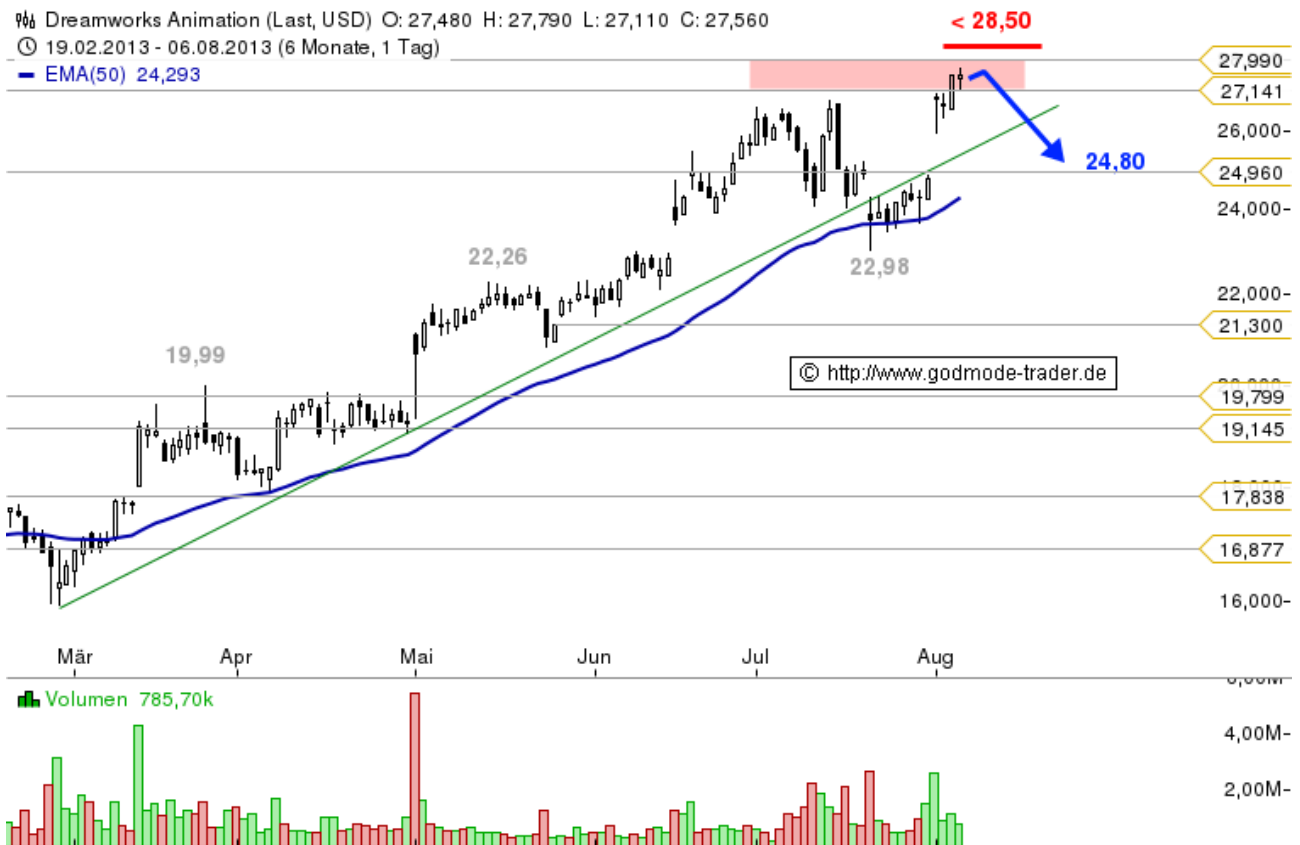 Dreamworks Animation (Last, USD) O: 27,480 H: 27,790 L: 27,110 C: 27,560
< 28,50
19.02.2013 - 06.08.2013 (6 Monate, 1 Tag)
EMA(50) 24,293
27,990
27,141
26,000
24,80
24,960
24,000
22,26
22,98
22,000
21,300
19,99
© http://www.godmode-trader.de
19,799
19,145
17,838
16,877
16,000
Mär Apr Mai Jun Jul Aug
Volumen 785,70k
4,00M
2,00M